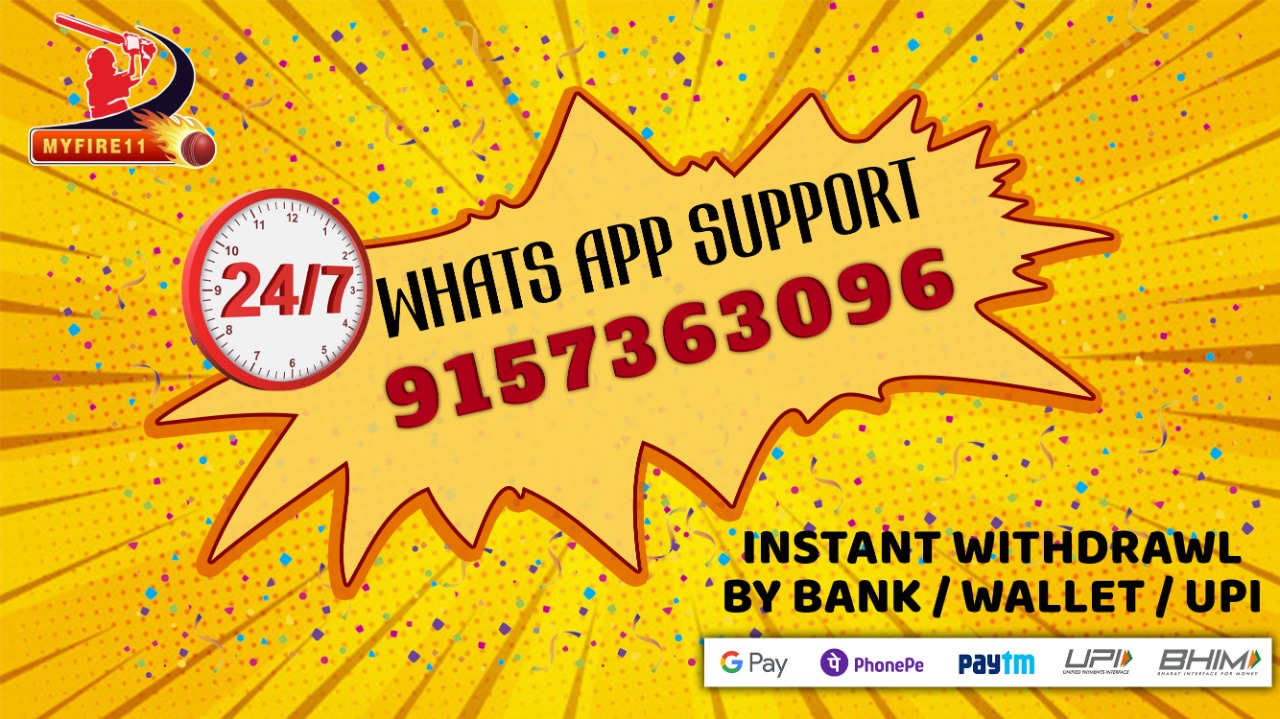 MYFIRE11
12
1
2
3
4
5
6
7
8
9
10
11
24/7
WHATS APP SUPPORT
9157363096
INSTANT WITHDRAWL
BY BANK / WALLET / UPI
G Pay
पे PhonePe
paytm
UPI
UNIFIED PAYMENTS INTERFACE
BHIM
BHARAT INTERFACE FOR MONEY